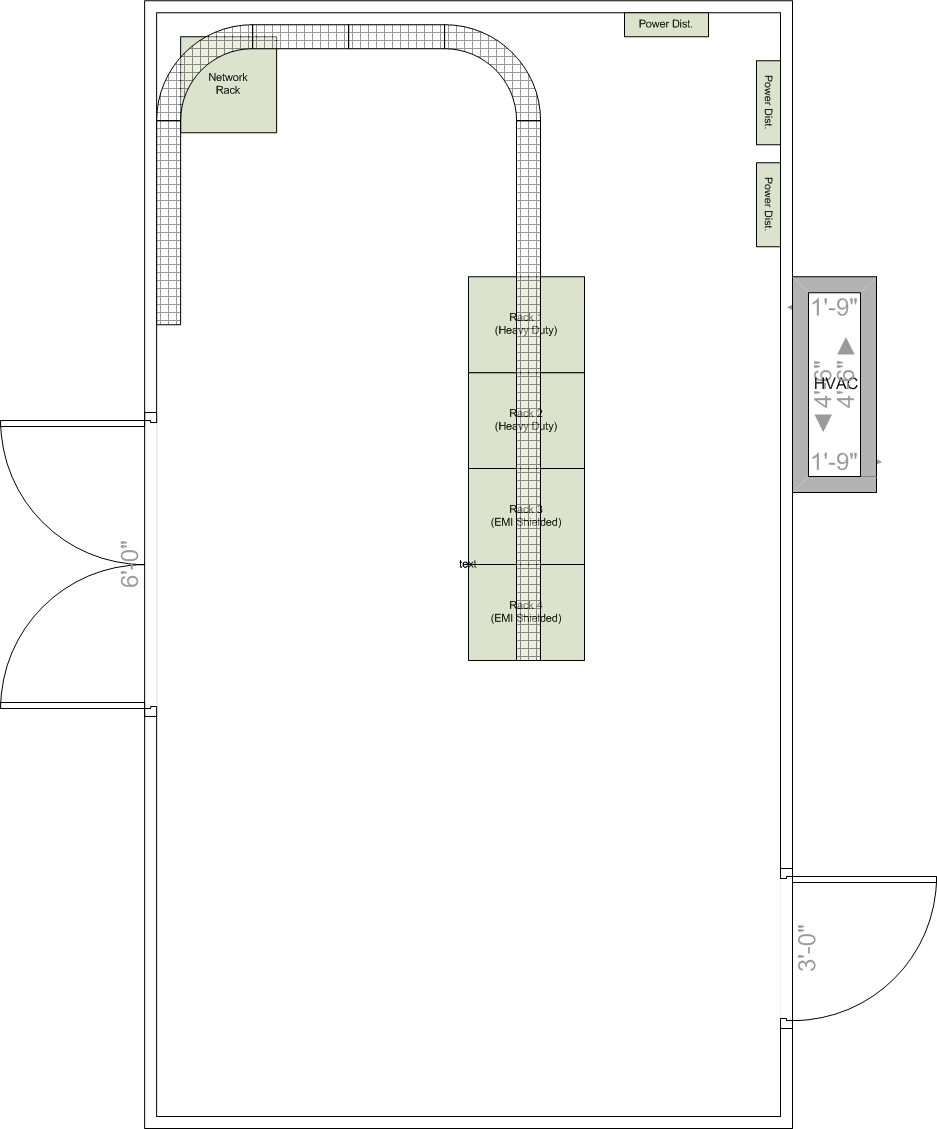 Power Dist.
Network
Rack
Power Dist.
Power Dist.
Rack 1
(Heavy Duty)
1'-9"
4'6"
4'6"
HVAC
Rack 2
(Heavy Duty)
1'-9"
Rack 3
(EMI Shielded)
6'-0"
text
Rack 4
(EMI Shielded)
3'-0"